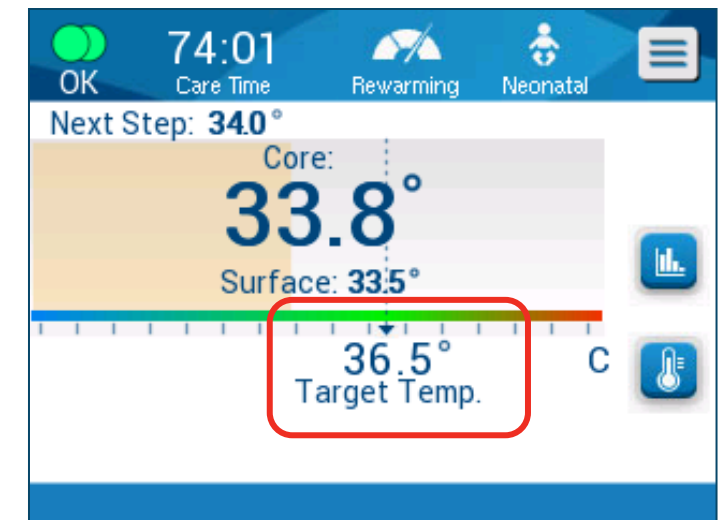 74:01
OK Care Time Rewarming Neonatal
Next Step: 34.0°
Core:
33.8°
Surface: 33.5°
36.5° C
Target Temp.